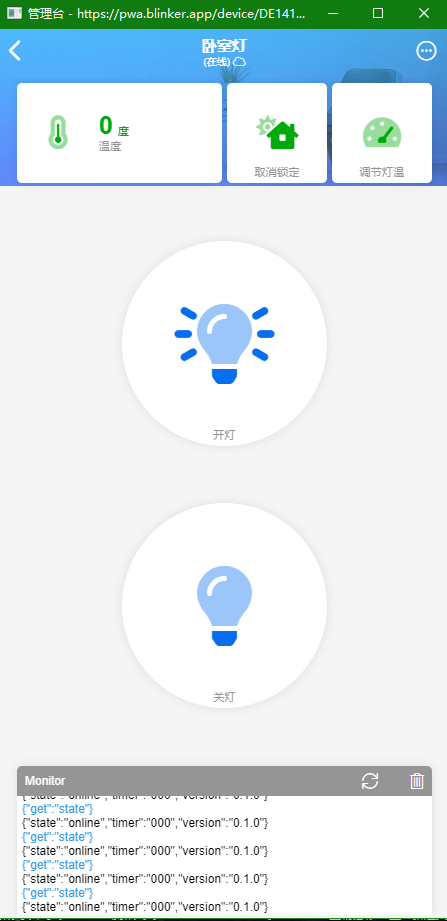 管理台 - https://pwa.blinker.app/device/DE141...
卧室灯
(在线)
0 度
温度
取消锁定
调节灯温
开灯
关灯
Monitor
{"state":"online","timer":"000","version":"0.1.0"}
{"get":"state"}
{"state":"online","timer":"000","version":"0.1.0"}
{"get":"state"}
{"state":"online","timer":"000","version":"0.1.0"}
{"get":"state"}
{"state":"online","timer":"000","version":"0.1.0"}
{"get":"state"}
{"state":"online","timer":"000","version":"0.1.0"}